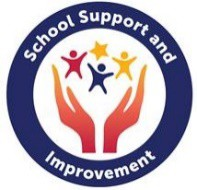 School Support and
Improvement